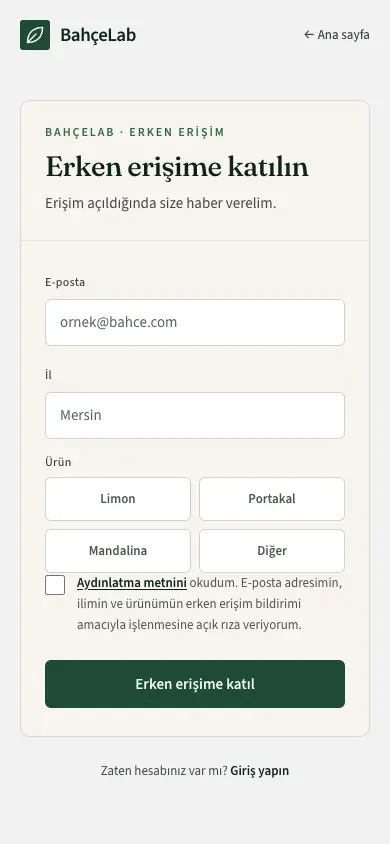 BahçeLab
← Ana sayfa
BAHÇELAB · ERKEN ERİŞİM
Erken erişime katılın
Erişim açıldığında size haber verelim.
E-posta
ornek@bahce.com
İl
Mersin
Ürün
Limon
Portakal
Mandalina
Diğer
Aydınlatma metnini okudum. E-posta adresimin,
ilimin ve ürünümün erken erişim bildirimi
amacıyla işlenmesine açık rıza veriyorum.
Erken erişime katıl
Zaten hesabınız var mı? Giriş yapın